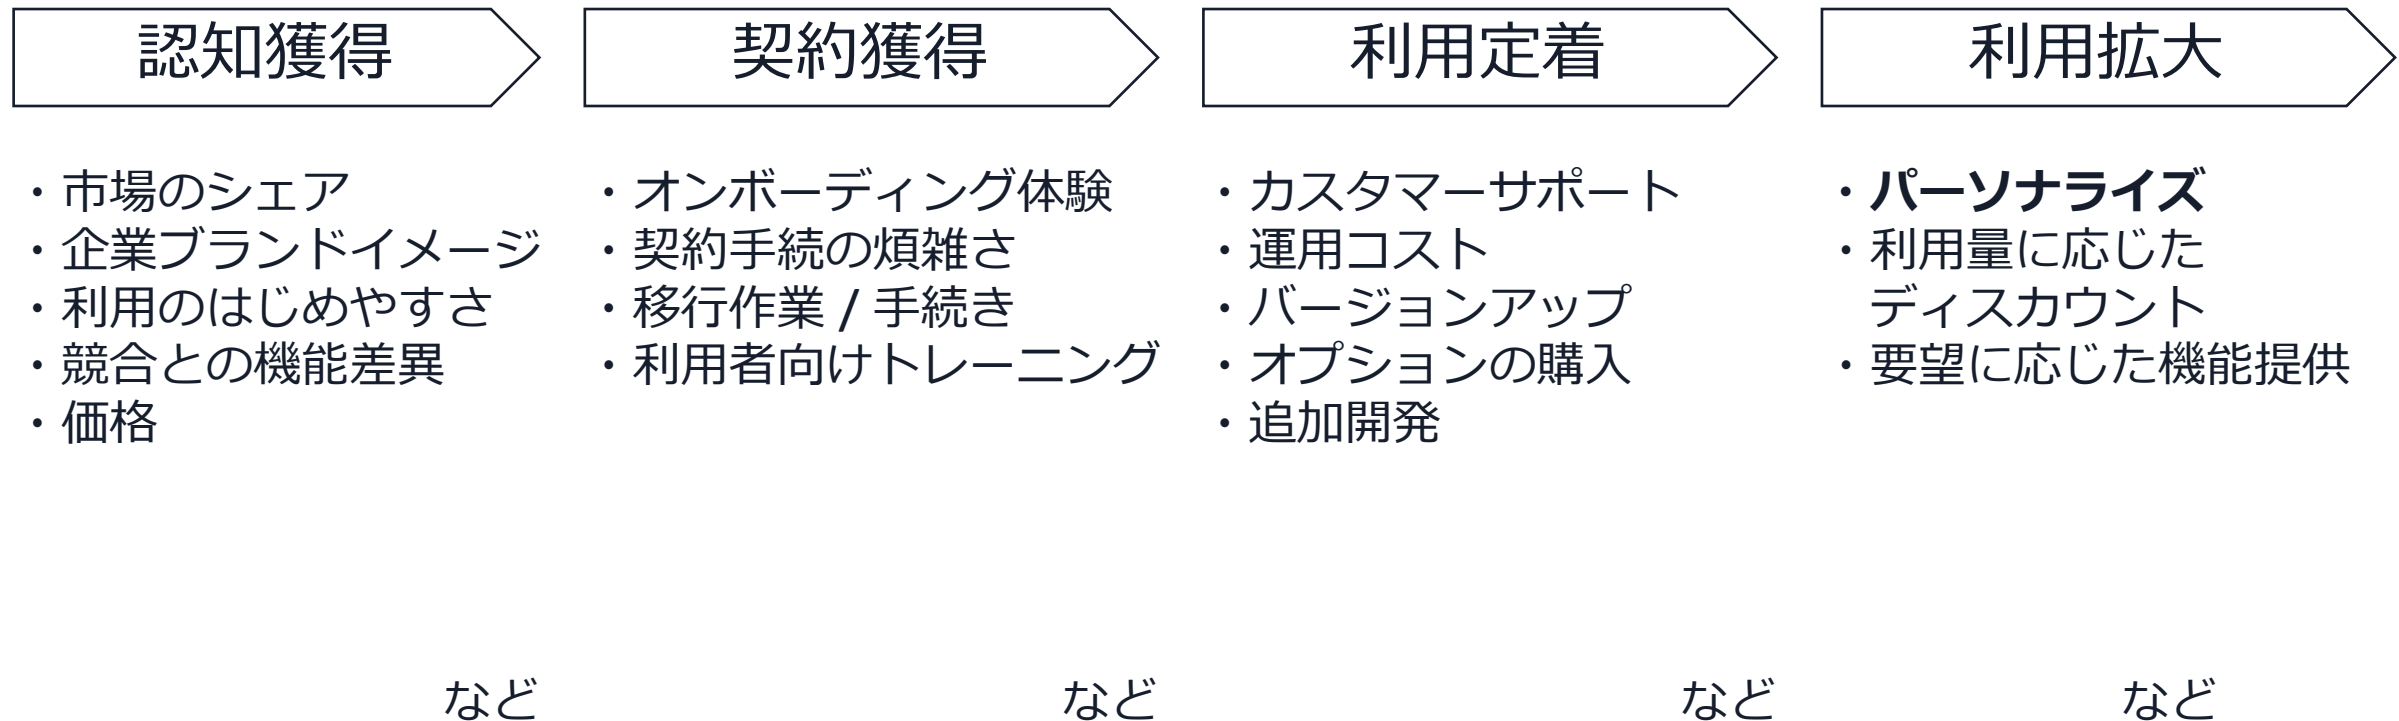 認知獲得
・市場のシェア
・企業ブランドイメージ
・利用のはじめやすさ
・競合との機能差異
・価格
など
契約獲得
・オンボーディング体験
・契約手続の煩雑さ
・移行作業 / 手続き
・利用者向けトレーニング
など
利用定着
・カスタマーサポート
・運用コスト
・バージョンアップ
・オプションの購入
・追加開発
など
利用拡大
・パーソナライズ
・利用量に応じた
ディスカウント
・要望に応じた機能提供
など